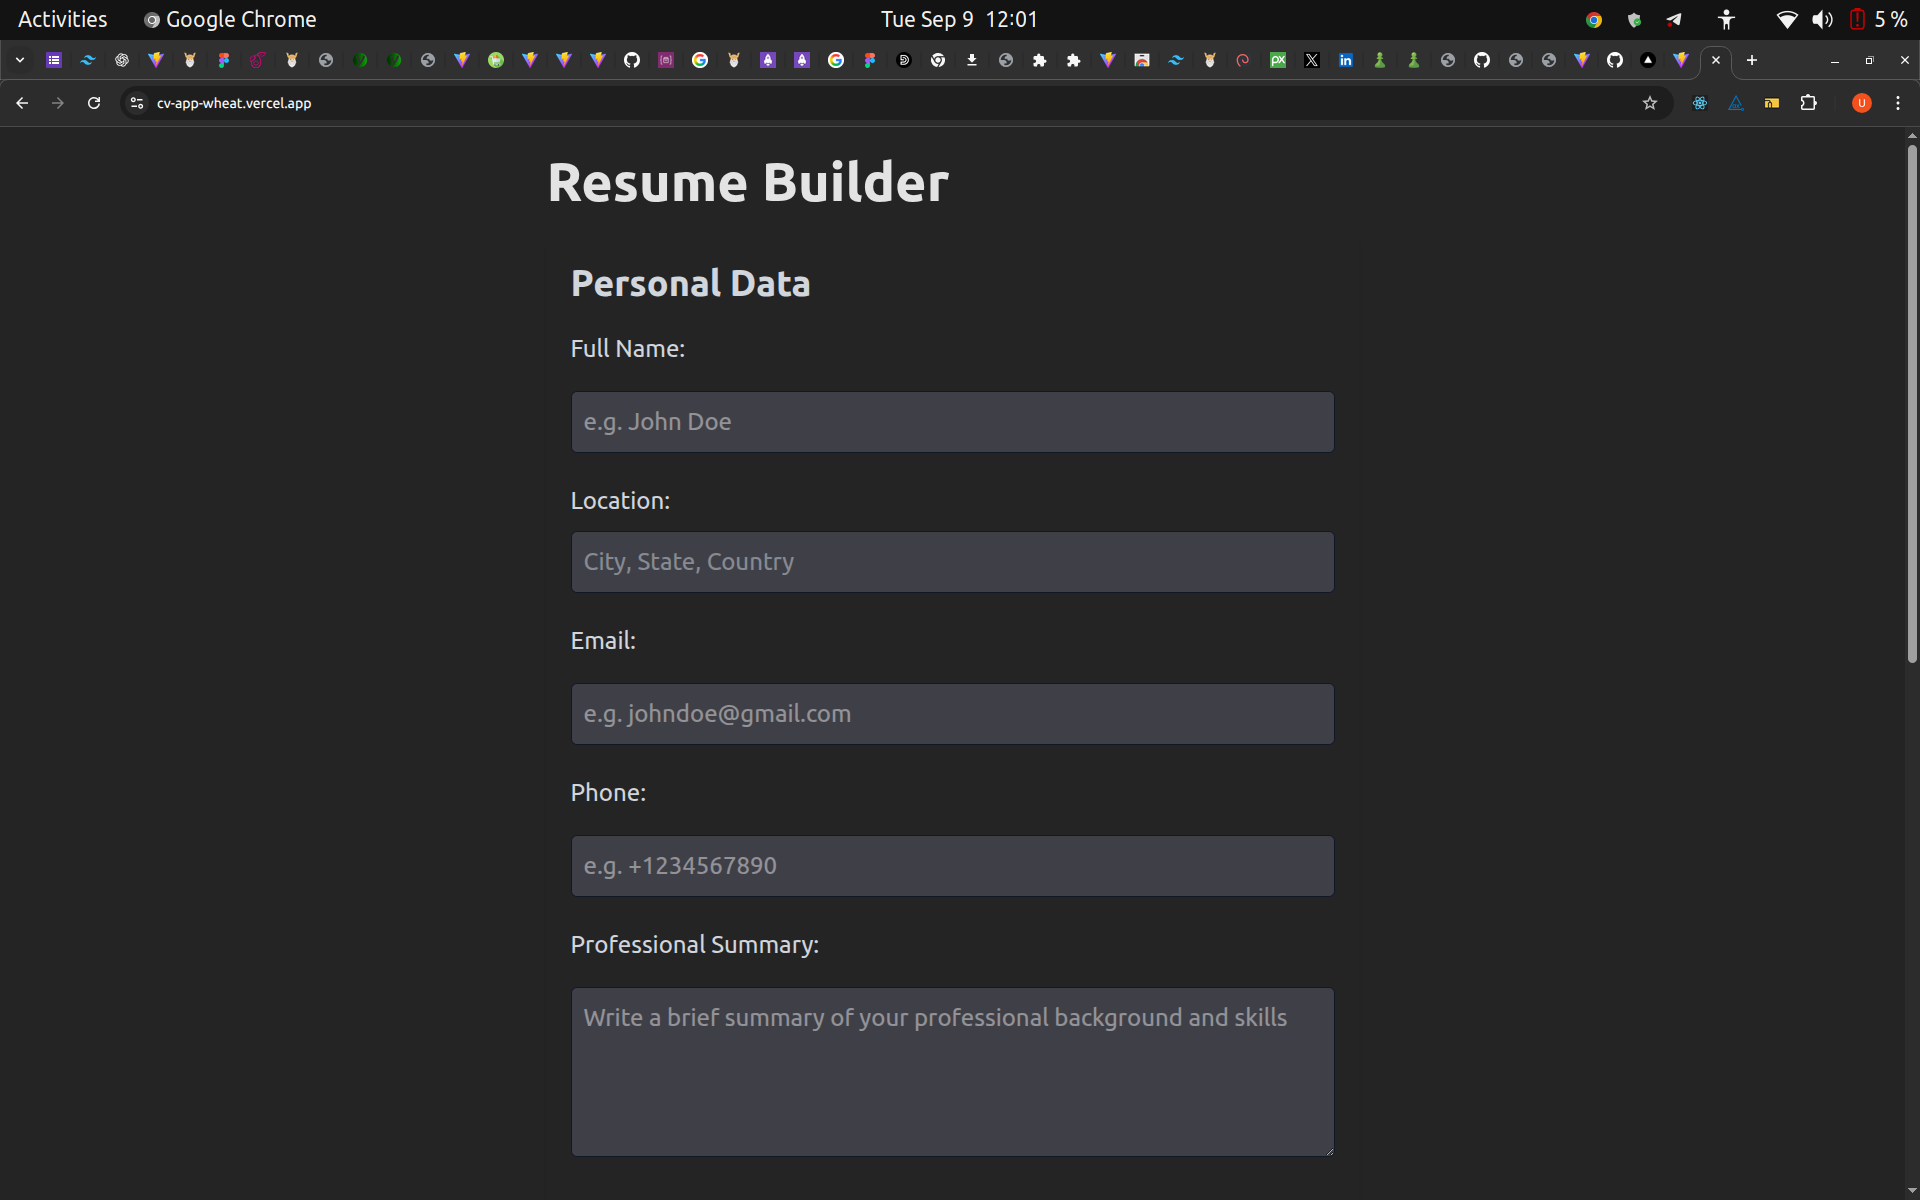 Activities Google Chrome Tue Sep 9 12:01 5 %
cv-app-wheat.vercel.app U
Resume Builder
Personal Data
Full Name:
e.g. John Doe
Location:
City, State, Country
Email:
e.g. johndoe@gmail.com
Phone:
e.g. +1234567890
Professional Summary:
Write a brief summary of your professional background and skills